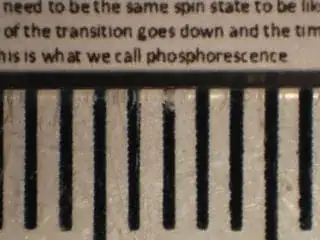 need to be the same spin state to be lik
of the transition goes down and the tim
his is what we call phosphorescence